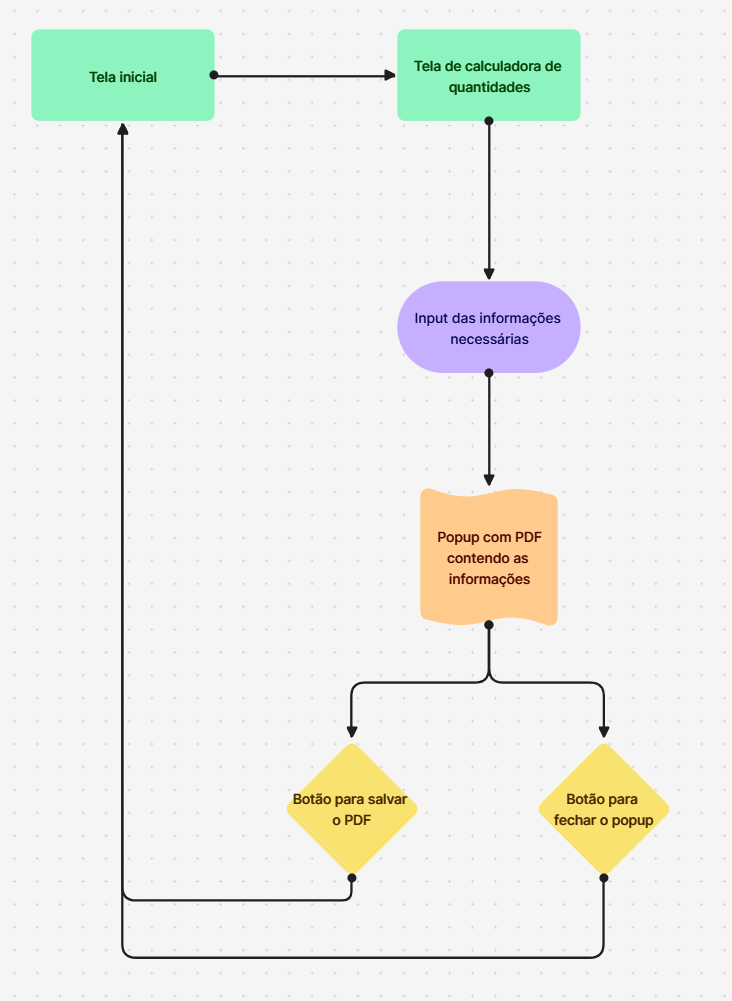 Tela inicial
Tela de calculadora de
quantidades
Input das informações
necessárias
Popup com PDF
contendo as
informações
Botão para salvar
o PDF
Botão para
fechar o popup